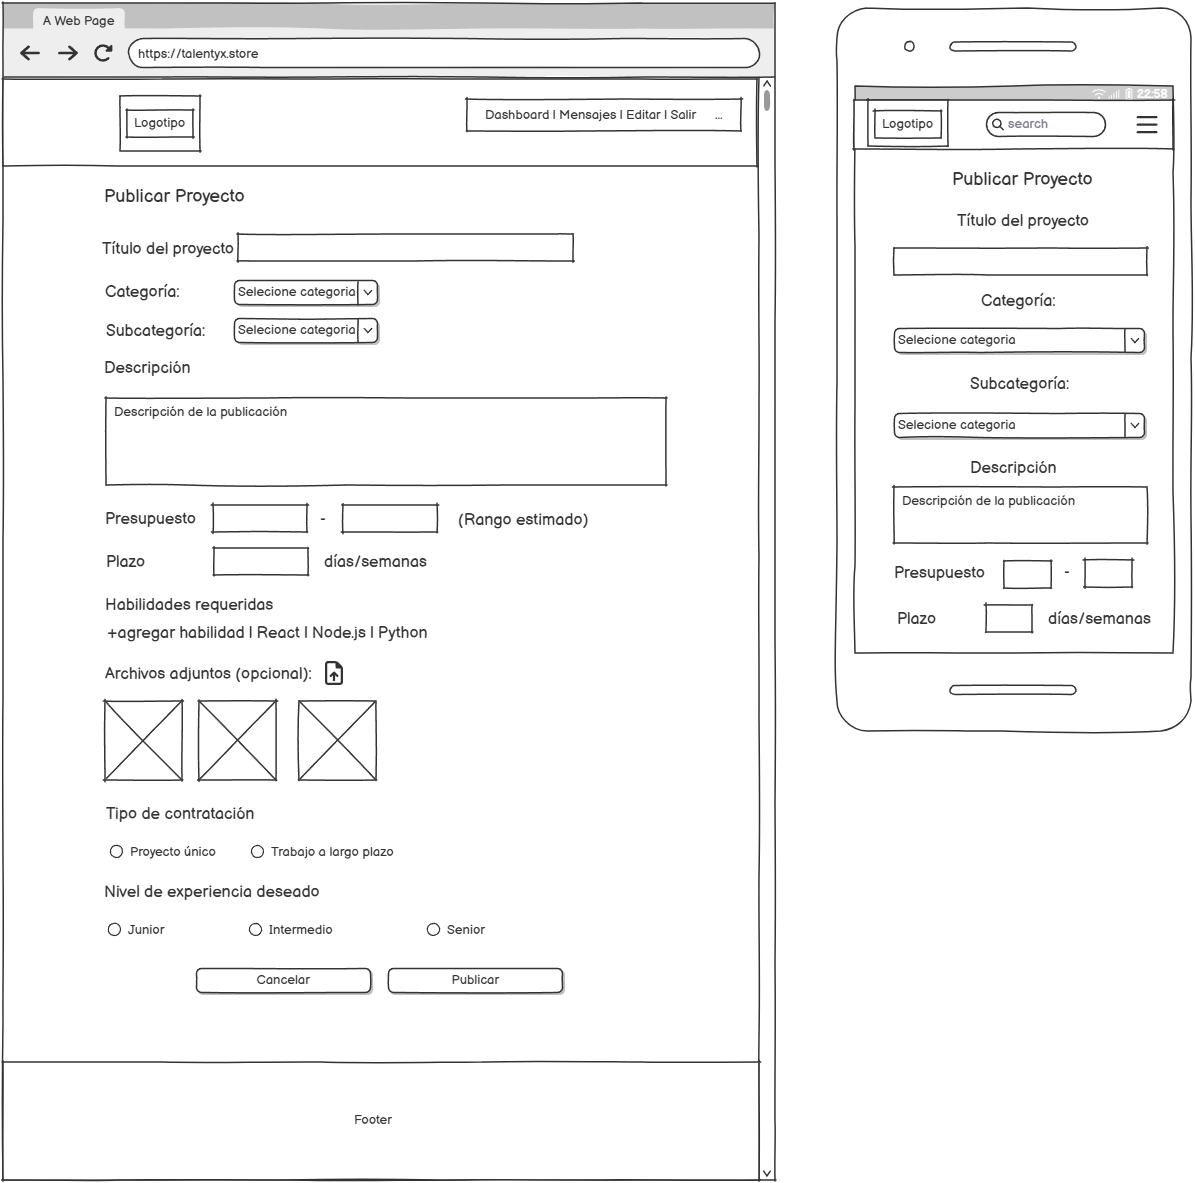 A Web Page
https://talentyx.store
Logotipo
Dashboard | Mensajes | Editar | Salir ...
Publicar Proyecto
Título del proyecto
Categoría:
Selecione categoria
Subcategoría:
Selecione categoria
Descripción
Descripción de la publicación
Presupuesto - (Rango estimado)
Plazo días/semanas
Habilidades requeridas
+agregar habilidad | React | Node.js | Python
Archivos adjuntos (opcional):
Tipo de contratación
Proyecto único Trabajo a largo plazo
Nivel de experiencia deseado
Junior Intermedio Senior
Cancelar Publicar
Footer
22:58
Logotipo
search
Publicar Proyecto
Título del proyecto
Categoría:
Selecione categoria
Subcategoría:
Selecione categoria
Descripción
Descripción de la publicación
Presupuesto -
Plazo días/semanas